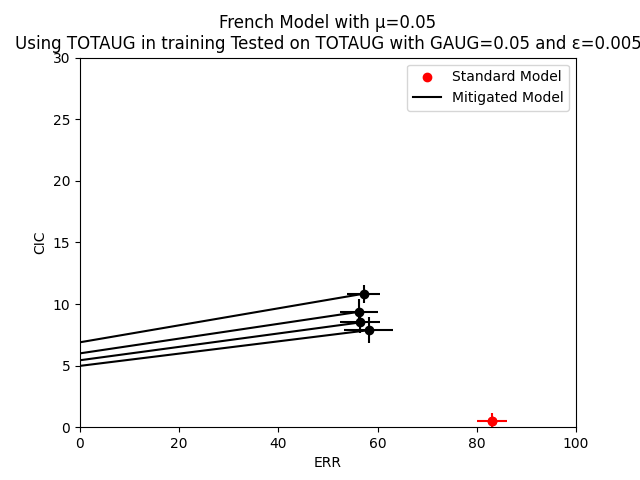 French Model with μ=0.05
Using TOTAUG in training Tested on TOTAUG with GAUG=0.05 and ε=0.005
30
25
20
15
10
5
0
CIC
Standard Model
Mitigated Model
0 20 40 60 80 100
ERR